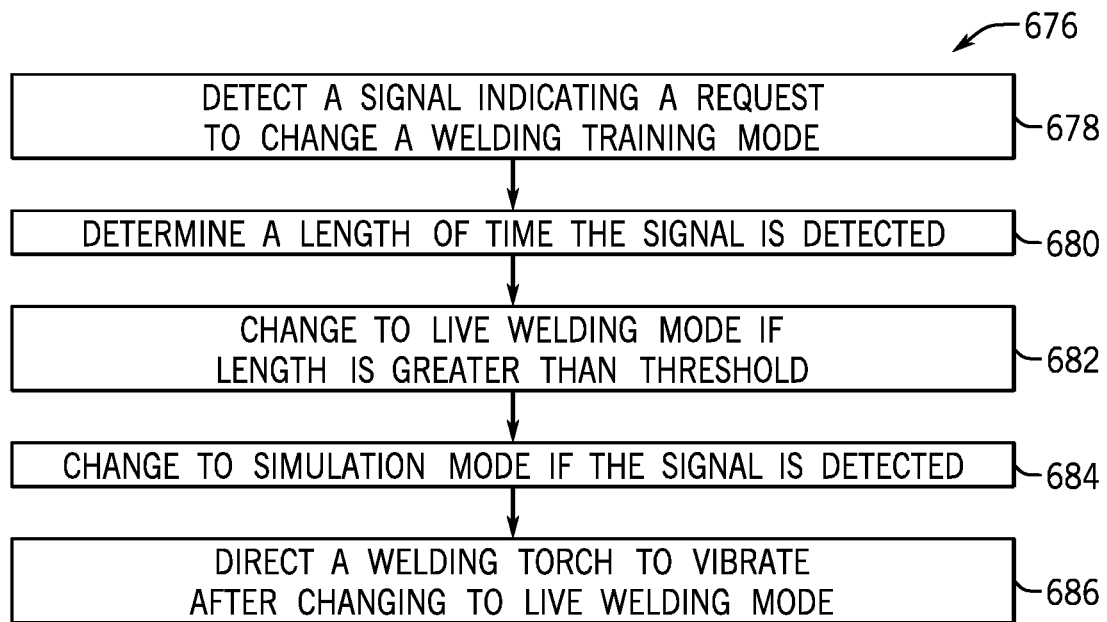 676
DETECT A SIGNAL INDICATING A REQUEST
TO CHANGE A WELDING TRAINING MODE
678
DETERMINE A LENGTH OF TIME THE SIGNAL IS DETECTED
680
CHANGE TO LIVE WELDING MODE IF
LENGTH IS GREATER THAN THRESHOLD
682
CHANGE TO SIMULATION MODE IF THE SIGNAL IS DETECTED
684
DIRECT A WELDING TORCH TO VIBRATE
AFTER CHANGING TO LIVE WELDING MODE
686